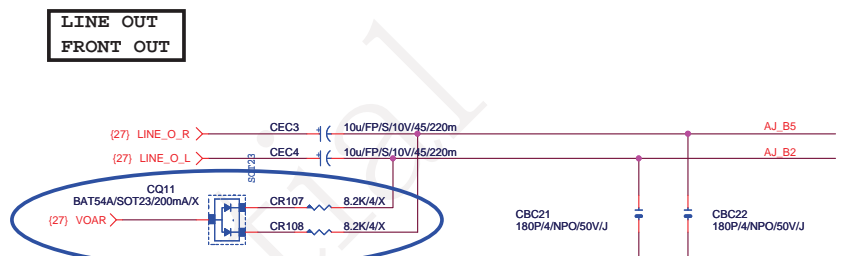 LINE OUT
FRONT OUT
{27} LINE_O_R
CEC3
+
10u/FP/S/10V/45/220m
AJ_B5
{27} LINE_O_L
CEC4
+
10u/FP/S/10V/45/220m
AJ_B2
SOT23
CQ11
BAT54A/SOT23/200mA/X
{27} VOAR
CR107
8.2K/4/X
CR108
8.2K/4/X
CBC21
180P/4/NPO/50V/J
CBC22
180P/4/NPO/50V/J
tial